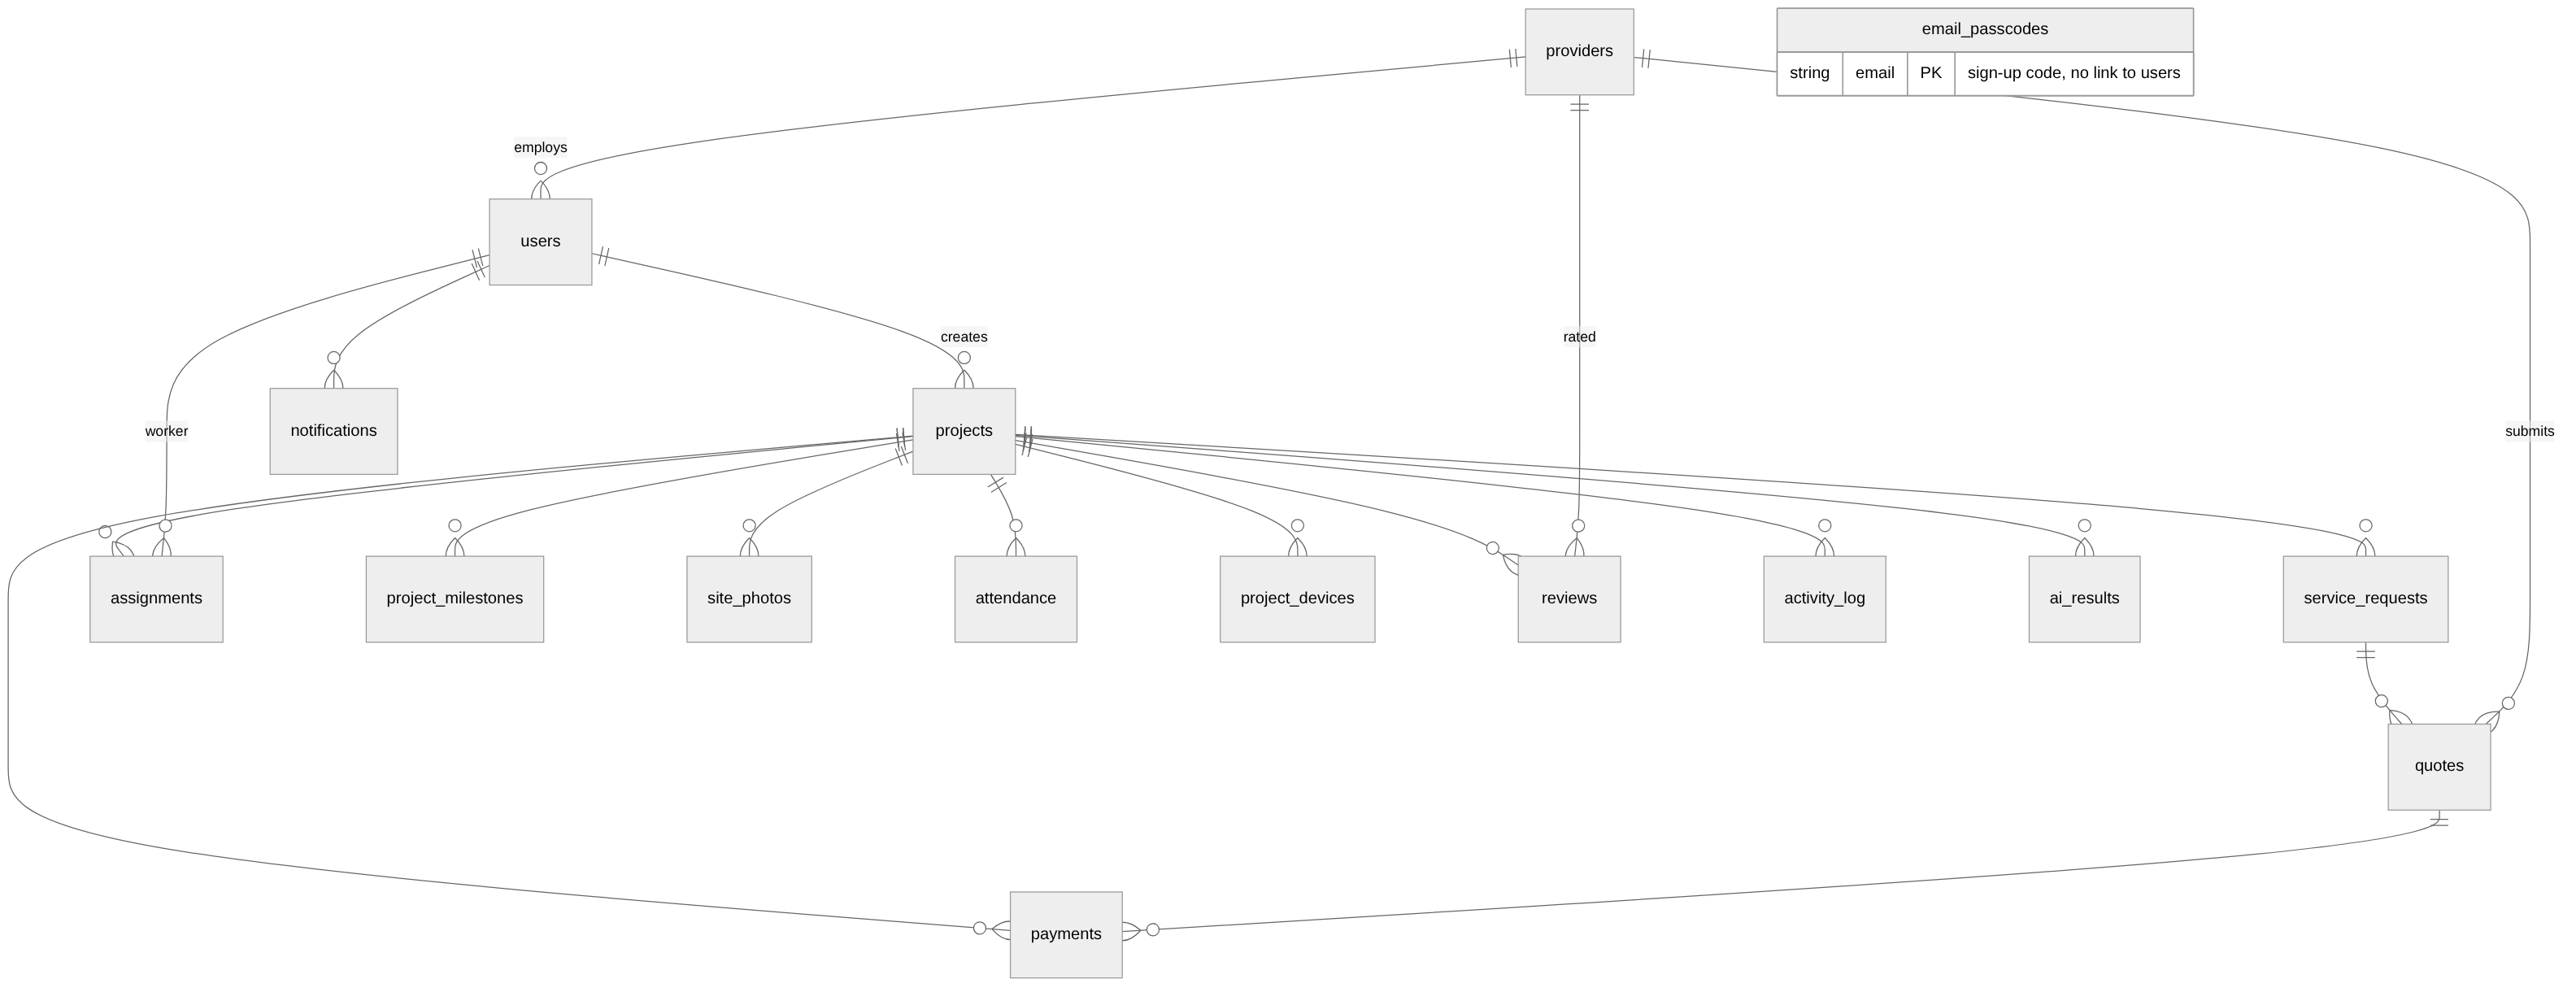 providers
email_passcodes
string email PK sign-up code, no link to users
employs
users
creates
rated
notifications
projects
worker
submits
assignments
project_milestones
site_photos
attendance
project_devices
reviews
activity_log
ai_results
service_requests
quotes
payments